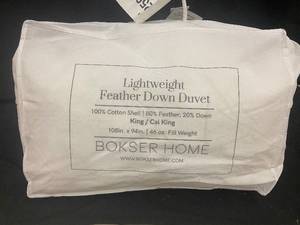 Lightweight
Feather Down Duvet
100% Cotton Shell | 80% Feather, 20% Down
King / Cal King
108in. x 94in. | 46 oz. Fill Weight
BOKSER HOME
WWW.BOKSERHOME.COM